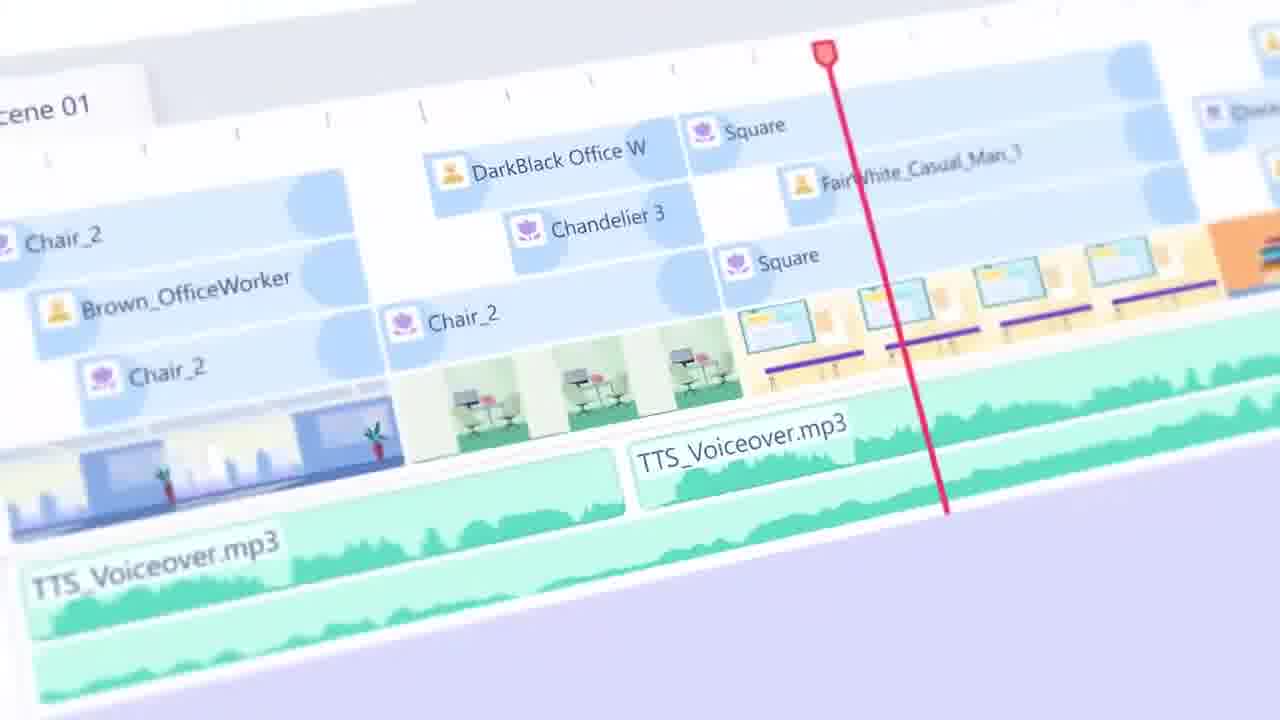 cene 01
DarkBlack Office W
Square
Chair_2
Chandelier 3
FairWhite_Casual_Man_1
Brown_OfficeWorker
Chair_2
Square
Chair_2
TTS_Voiceover.mp3
TTS_Voiceover.mp3